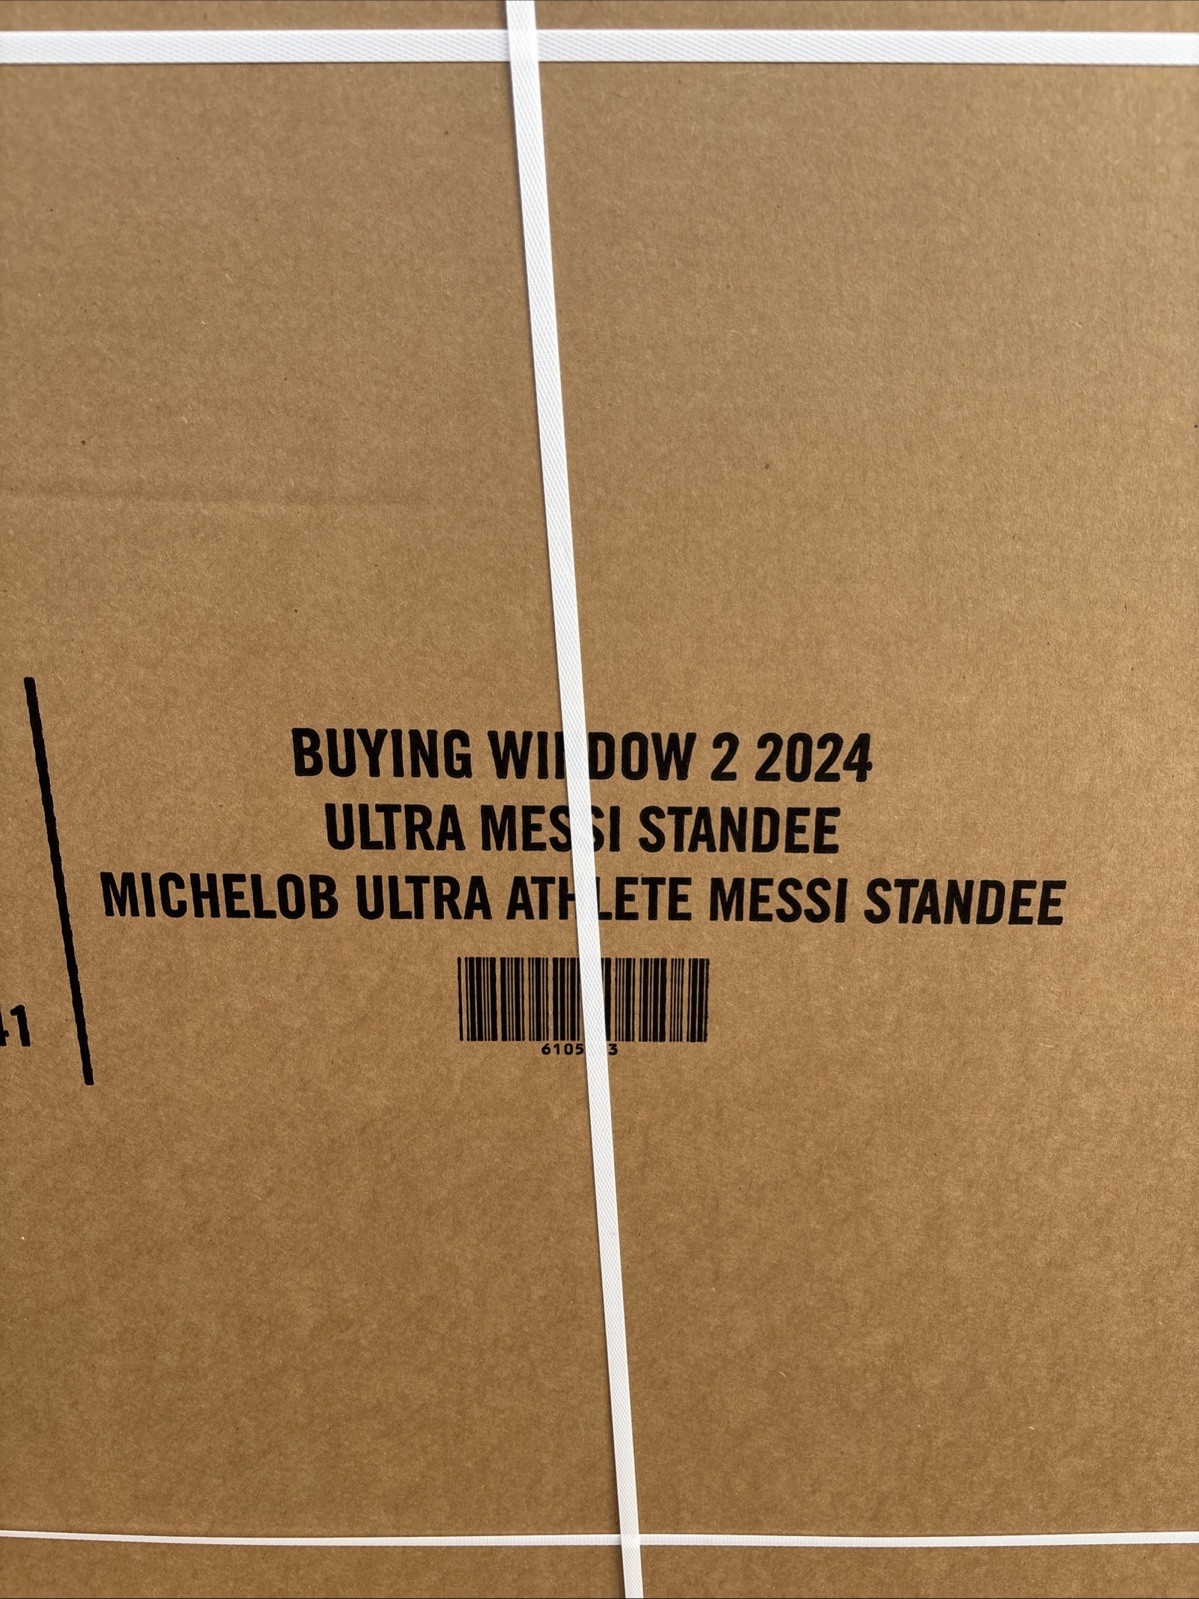 BUYING WINDOW 2 2024
ULTRA MESSI STANDEE
MICHELOB ULTRA ATHLETE MESSI STANDEE